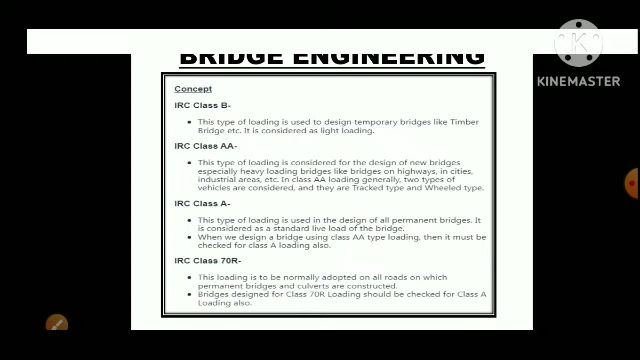 BRIDGE ENGINEERING
KINEMASTER
Concept
IRC Class B-
• This type of loading is used to design temporary bridges like Timber
Bridge etc. It is considered as light loading.
IRC Class AA-
• This type of loading is considered for the design of new bridges
especially heavy loading bridges like bridges on highways, in cities,
industrial areas, etc. In class AA loading generally, two types of
vehicles are considered, and they are Tracked type and Wheeled type.
IRC Class A-
• This type of loading is used in the design of all permanent bridges. It
is considered as a standard live load of the bridge.
• When we design a bridge using class AA type loading, then it must be
checked for class A loading also.
IRC Class 70R-
• This loading is to be normally adopted on all roads on which
permanent bridges and culverts are constructed.
• Bridges designed for Class 70R Loading should be checked for Class A
Loading also.